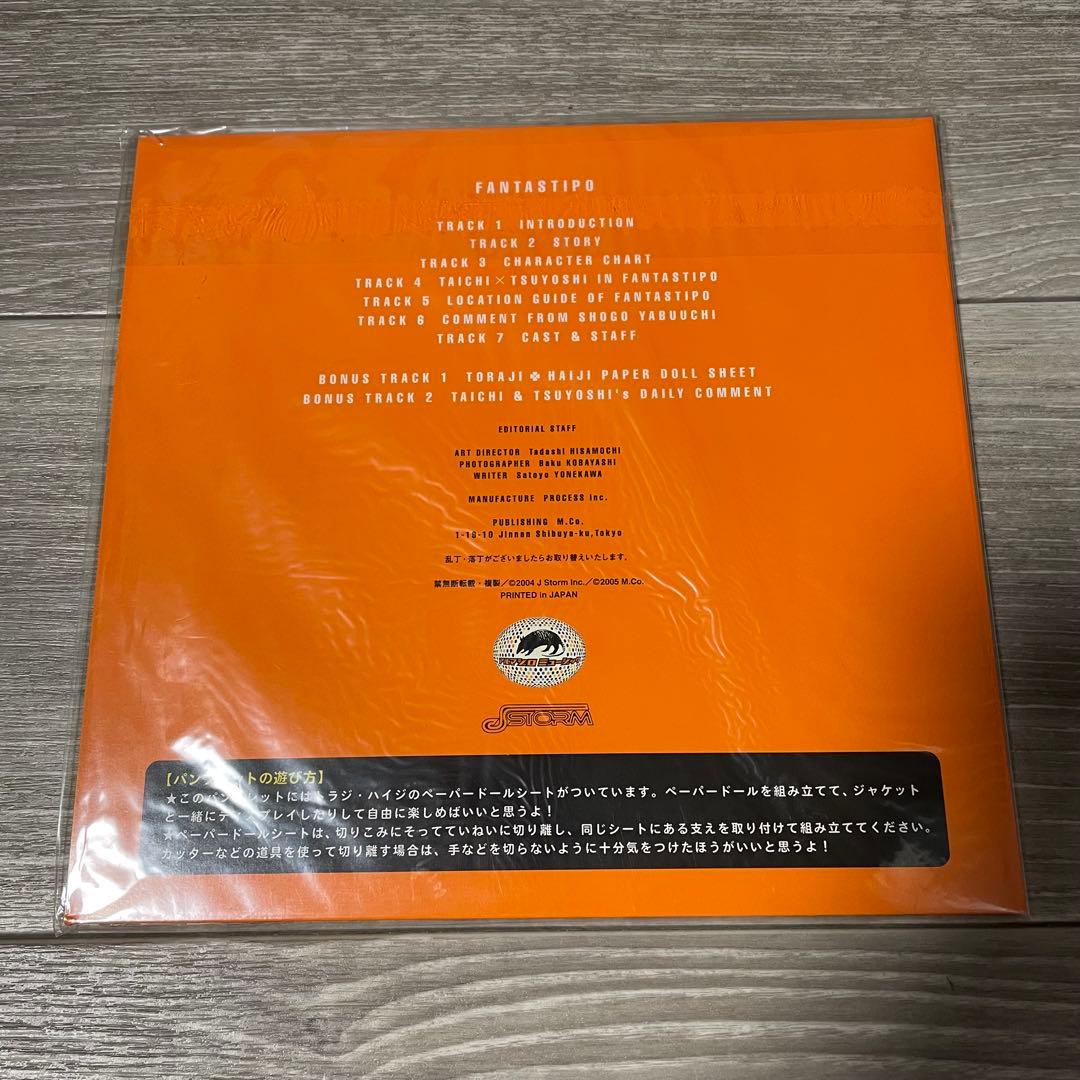 FANTASTIPO
TRACK 1 INTRODUCTION
TRACK 2 STORY
TRACK 3 CHARACTER CHART
TRACK 4 TAICHI×TSUYOSHI IN FANTASTIPO
TRACK 5 LOCATION GUIDE OF FANTASTIPO
TRACK 6 COMMENT FROM SHOGO YABUUCHI
TRACK 7 CAST & STAFF
BONUS TRACK 1 TORAJI✤HAIJI PAPER DOLL SHEET
BONUS TRACK 2 TAICHI & TSUYOSHI's DAILY COMMENT
EDITORIAL STAFF
ART DIRECTOR Tadashi HISAMOCHI
PHOTOGRAPHER Baku KOBAYASHI
WRITER Satoyo YONEKAWA
MANUFACTURE PROCESS Inc.
PUBLISHING M.Co.
1-16-10 Jinnan Shibuya-ku,Tokyo
乱丁・落丁がございましたらお取り替えいたします。
禁無断転載・複製／©2004 J Storm Inc.／©2005 M.Co.
PRINTED in JAPAN
JSTORM
【パンフレットの遊び方】
★このパンフレットにはトラジ・ハイジのペーパードールシートがついています。ペーパードールを組み立てて、ジャケット
と一緒にディスプレイしたりして自由に楽しめばいいと思うよ！
★ペーパードールシートは、切りこみにそってていねいに切り離し、同じシートにある支えを取り付けて組み立ててください。
カッターなどの道具を使って切り離す場合は、手などを切らないように十分気をつけたほうがいいと思うよ！